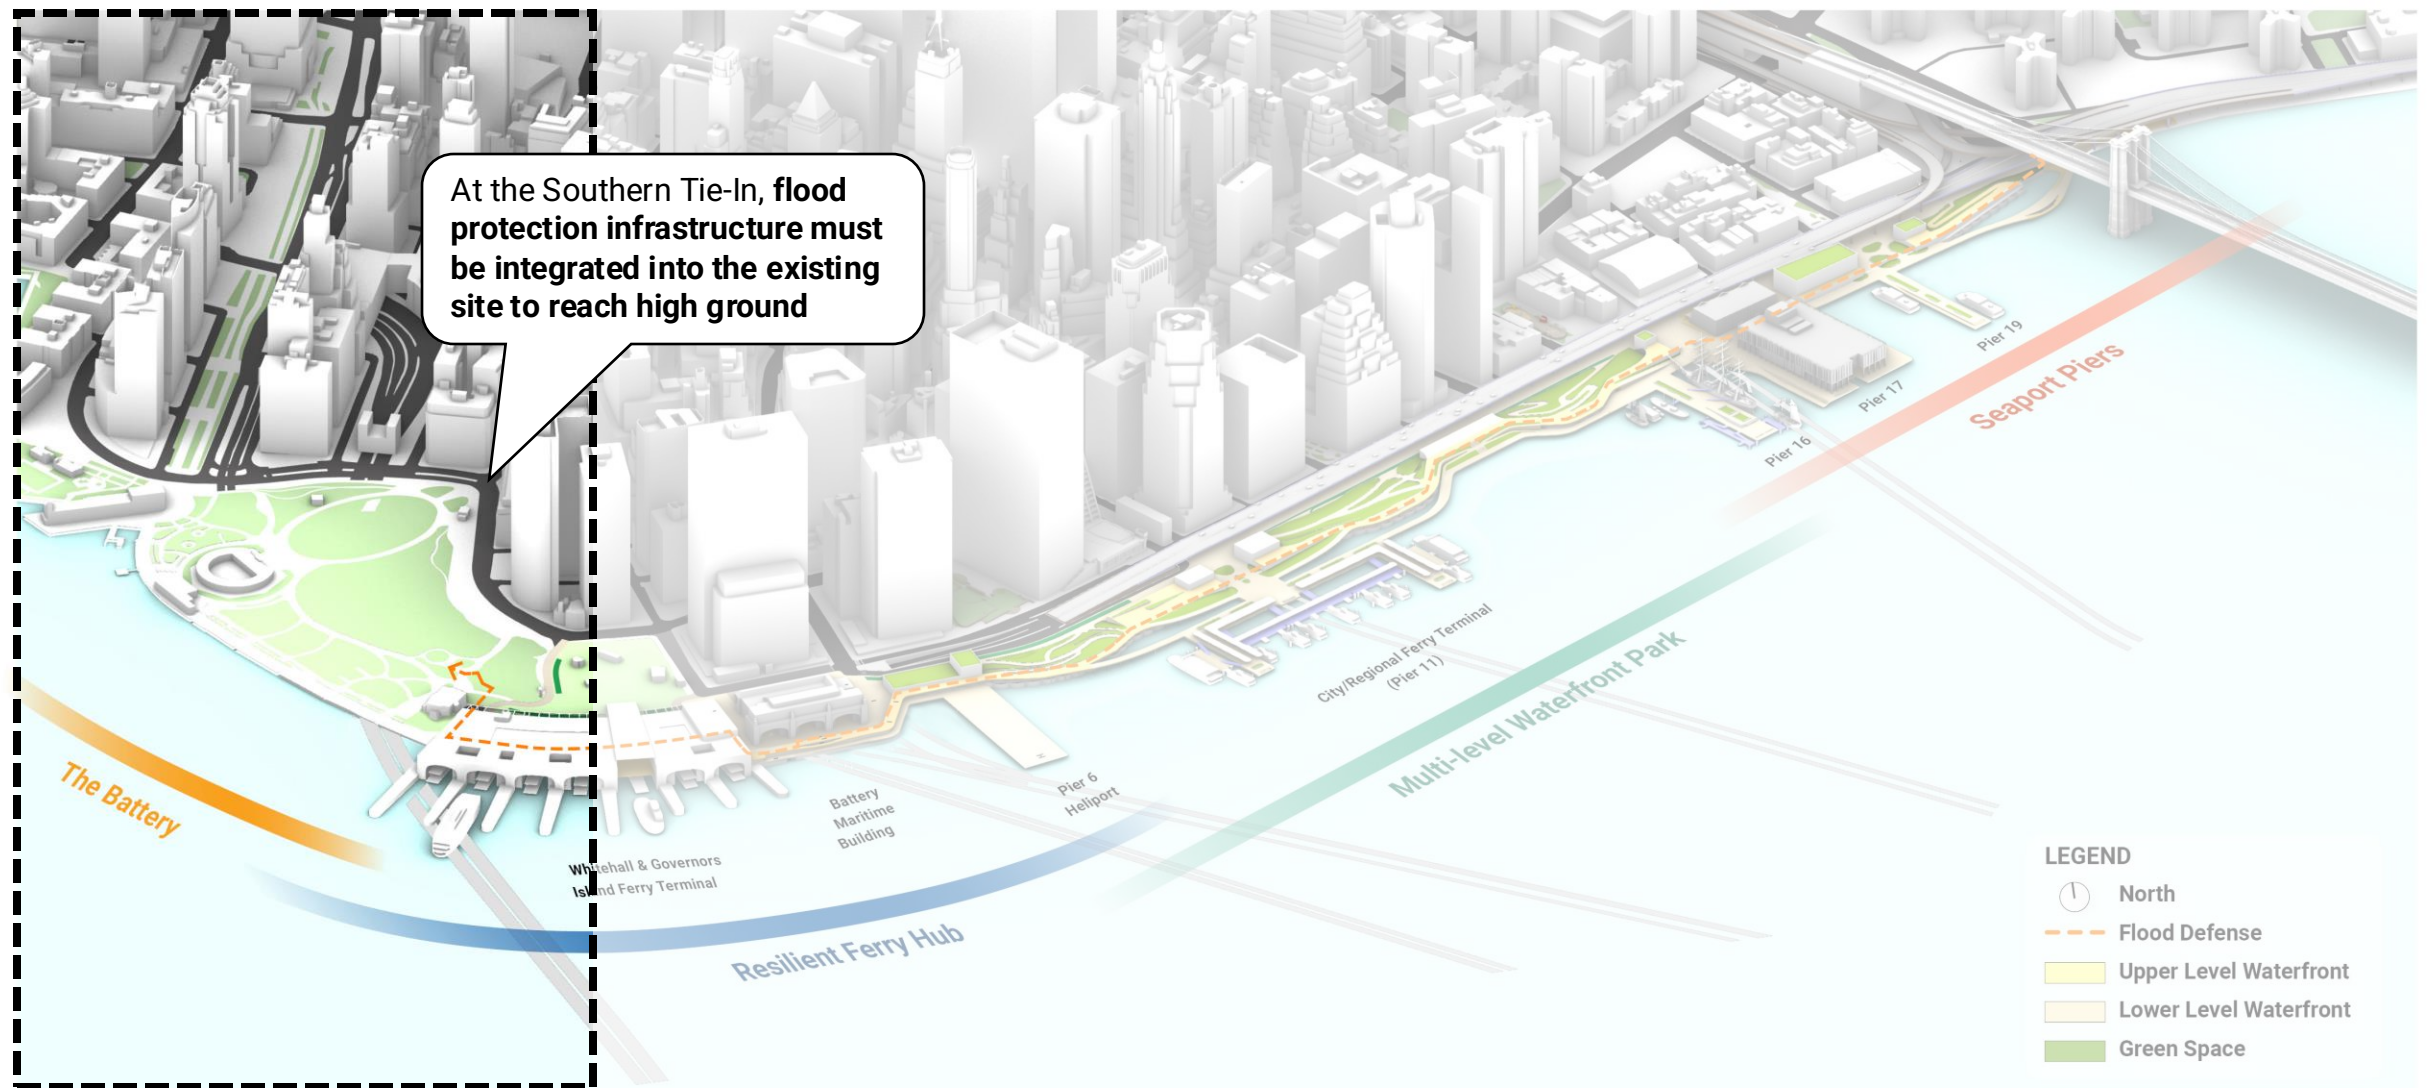 At the Southern Tie-In, flood
protection infrastructure must
be integrated into the existing
site to reach high ground
Pier 19
Pier 17
Pier 16
Seaport Piers
City/Regional Ferry Terminal
(Pier 11)
Multi-level Waterfront Park
Pier 6
Heliport
Battery
Maritime
Building
The Battery
Whitehall & Governors
Island Ferry Terminal
Resilient Ferry Hub
LEGEND
North
Flood Defense
Upper Level Waterfront
Lower Level Waterfront
Green Space